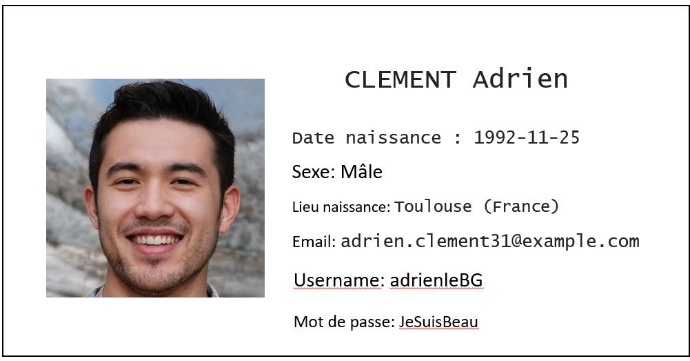 CLEMENT Adrien
Date naissance : 1992-11-25
Sexe: Mâle
Lieu naissance: Toulouse (France)
Email: adrien.clement31@example.com
Username: adrienleBG
Mot de passe: JeSuisBeau